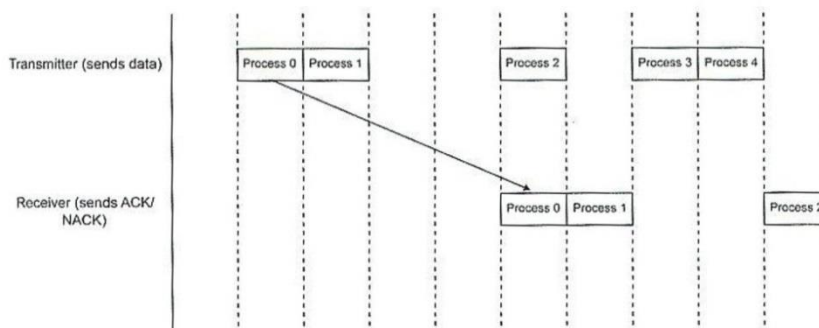 Transmitter (sends data)
Process 0 Process 1 Process 2 Process 3 Process 4
Receiver (sends ACK/
NACK)
Process 0 Process 1 Process 2